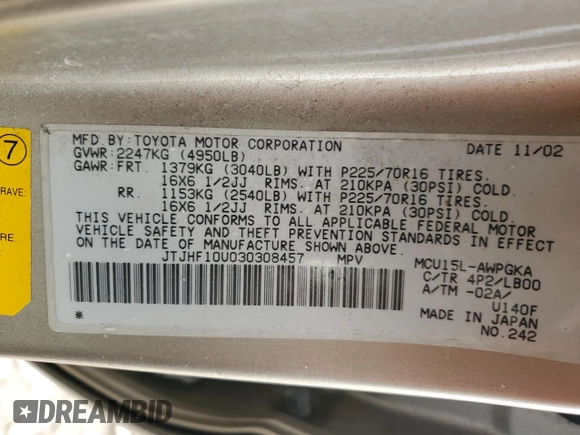 MFD.BY:TOYOTA MOTOR CORPORATION DATE 11/02
GVWR:2247KG (4950LB)
GAWR:FRT. 1379KG (3040LB) WITH P225/70R16 TIRES.
16X6 1/2JJ RIMS. AT 210KPA (30PSI) COLD.
RR. 1153KG (2540LB) WITH P225/70R16 TIRES.
16X6 1/2JJ RIMS. AT 210KPA (30PSI) COLD.
THIS VEHICLE CONFORMS TO ALL APPLICABLE FEDERAL MOTOR
VEHICLE SAFETY AND THEFT PREVENTION STANDARDS IN EFFECT
ON THE DATE OF MANUFACTURE SHOWN ABOVE.
JTJHF10U030308457 MPV MCU15L-AWPGKA
C/TR 4P2/LB00
A/TM -02A/
U140F
MADE IN JAPAN
NO.242
7
RAVE:
DREAMBID